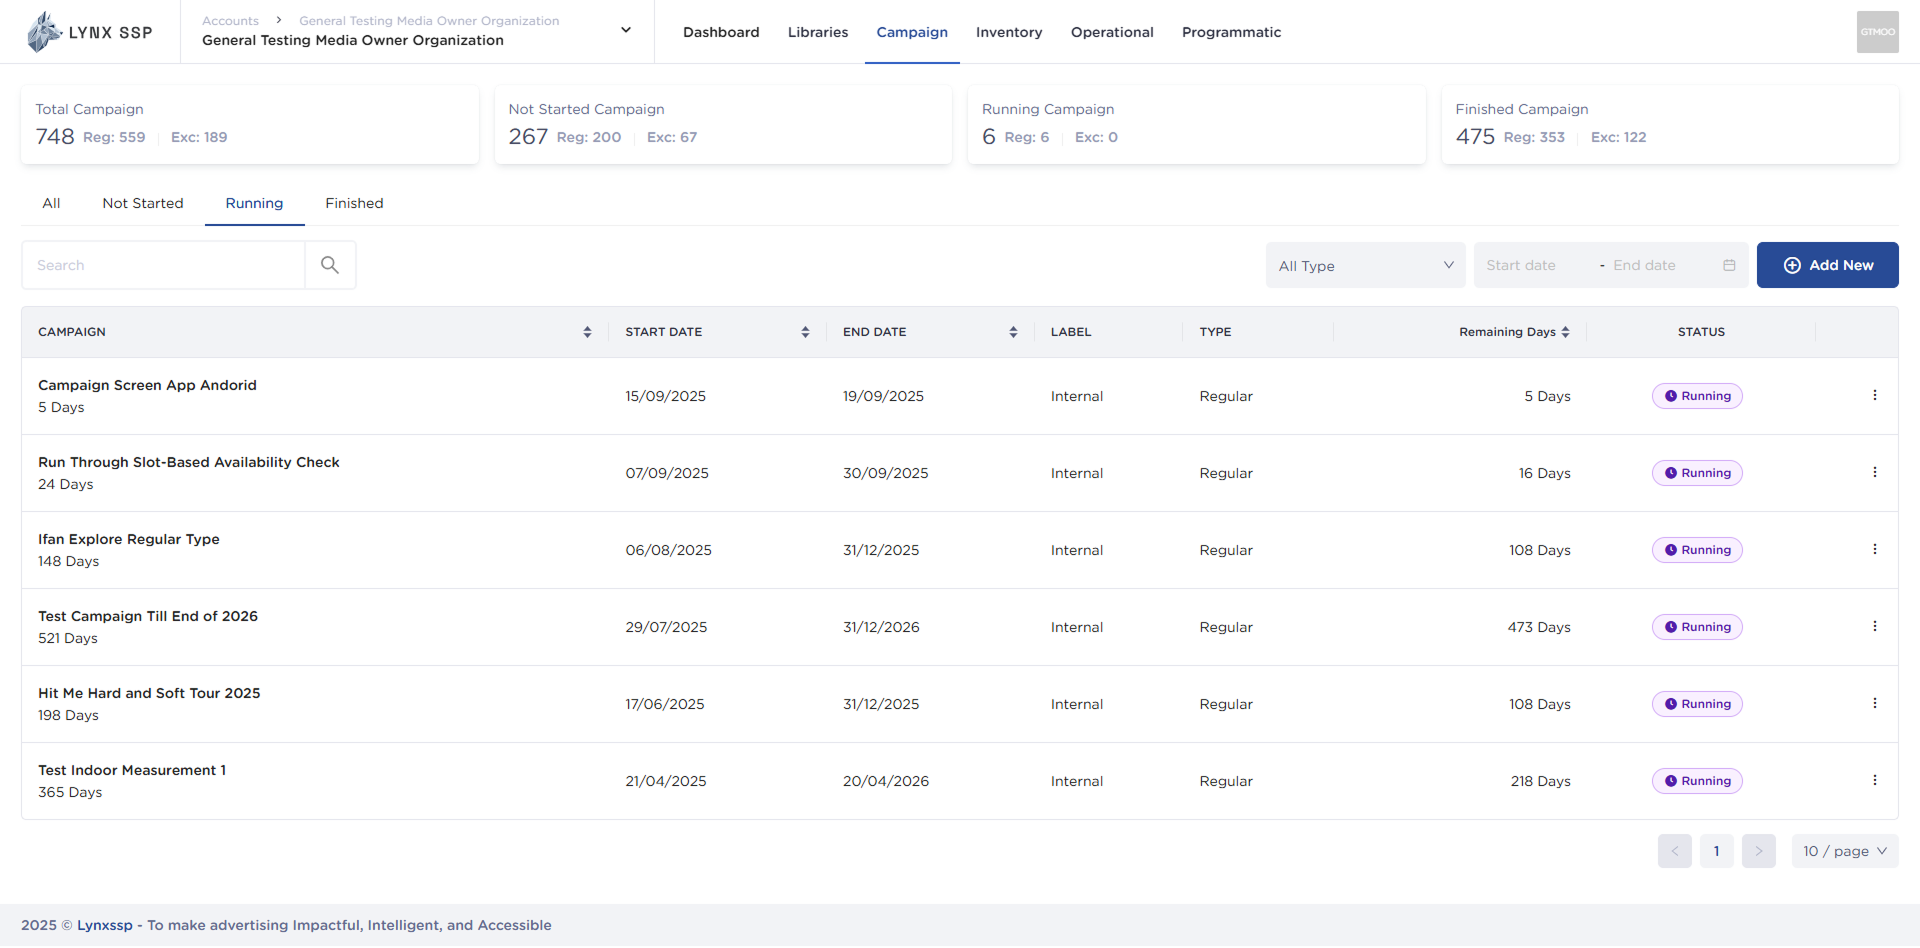 LYNX SSP
Accounts > General Testing Media Owner Organization
General Testing Media Owner Organization
Dashboard Libraries Campaign Inventory Operational Programmatic
GTMOO
Total Campaign
748 Reg: 559 Exc: 189
Not Started Campaign
267 Reg: 200 Exc: 67
Running Campaign
6 Reg: 6 Exc: 0
Finished Campaign
475 Reg: 353 Exc: 122
All Not Started Running Finished
Search
All Type
Start date - End date
Add New
CAMPAIGN START DATE END DATE LABEL TYPE Remaining Days STATUS
Campaign Screen App Andorid
5 Days
15/09/2025 19/09/2025 Internal Regular 5 Days Running
Run Through Slot-Based Availability Check
24 Days
07/09/2025 30/09/2025 Internal Regular 16 Days Running
Ifan Explore Regular Type
148 Days
06/08/2025 31/12/2025 Internal Regular 108 Days Running
Test Campaign Till End of 2026
521 Days
29/07/2025 31/12/2026 Internal Regular 473 Days Running
Hit Me Hard and Soft Tour 2025
198 Days
17/06/2025 31/12/2025 Internal Regular 108 Days Running
Test Indoor Measurement 1
365 Days
21/04/2025 20/04/2026 Internal Regular 218 Days Running
< 1 > 10 / page
2025 © Lynxssp - To make advertising Impactful, Intelligent, and Accessible